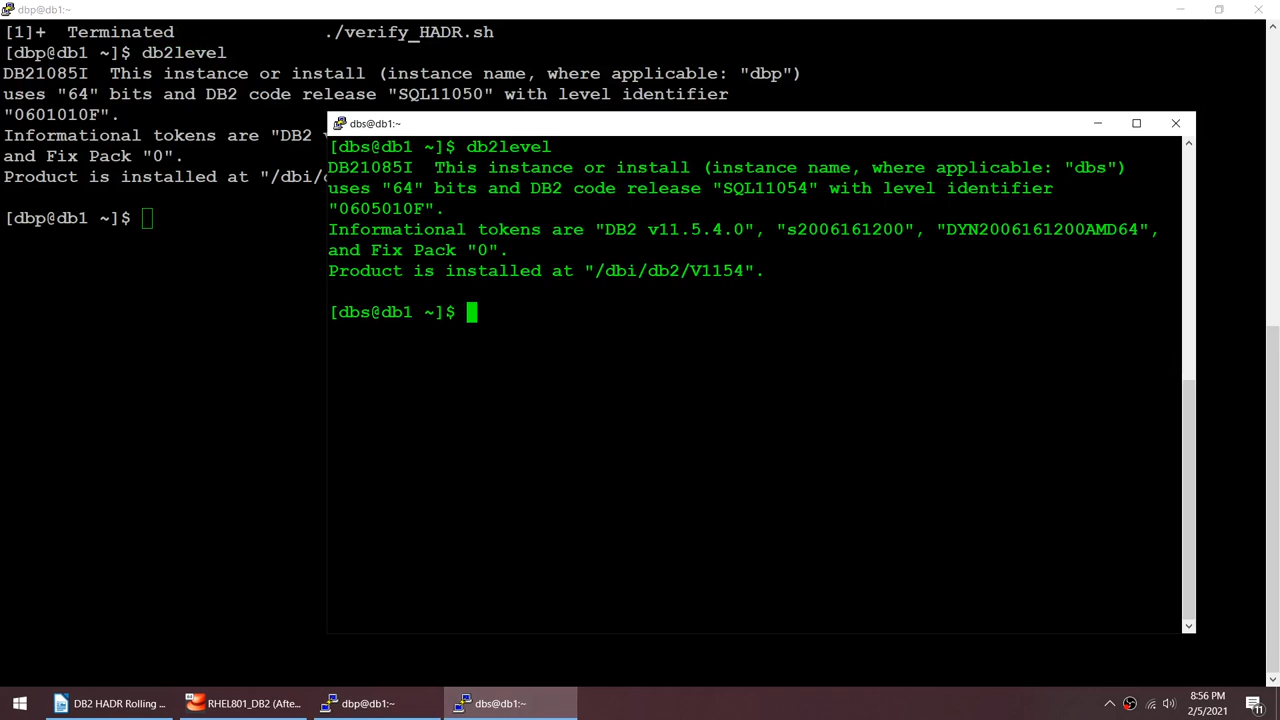 dbp@db1:~
[1]+  Terminated              ./verify_HADR.sh
[dbp@db1 ~]$ db2level
DB21085I  This instance or install (instance name, where applicable: "dbp")
uses "64" bits and DB2 code release "SQL11050" with level identifier
"0601010F".
Informational tokens are "DB2
and Fix Pack "0".
Product is installed at "/dbi/
[dbp@db1 ~]$
dbs@db1:~
[dbs@db1 ~]$ db2level
DB21085I  This instance or install (instance name, where applicable: "dbs")
uses "64" bits and DB2 code release "SQL11054" with level identifier
"0605010F".
Informational tokens are "DB2 v11.5.4.0", "s2006161200", "DYN2006161200AMD64",
and Fix Pack "0".
Product is installed at "/dbi/db2/V1154".
[dbs@db1 ~]$
DB2 HADR Rolling ...
RHEL801_DB2 (Afte...
dbp@db1:~
dbs@db1:~
8:56 PM
2/5/2021
11